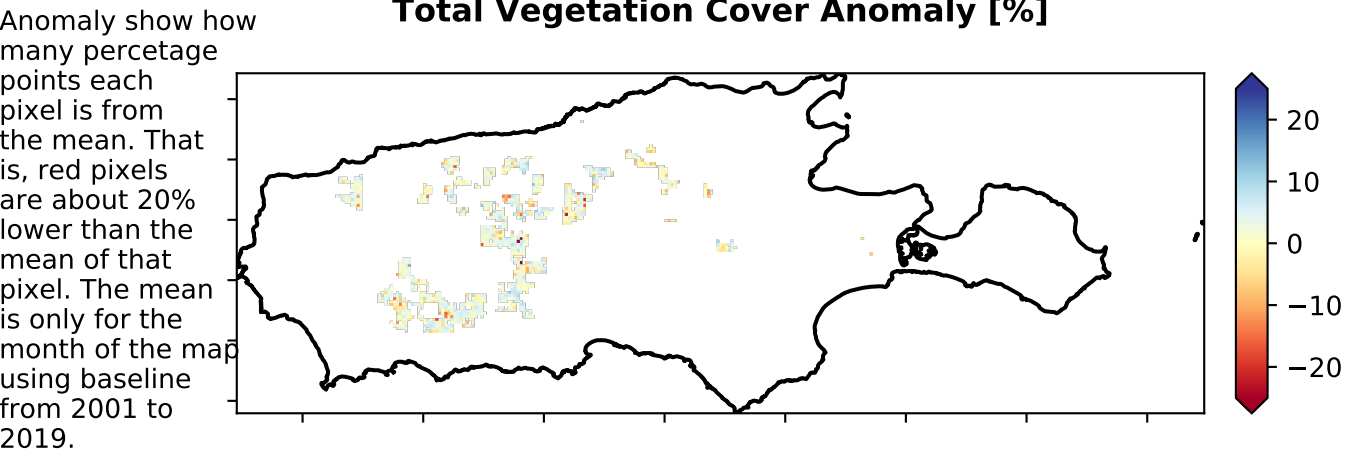 Total Vegetation Cover Anomaly [%]
Anomaly show how
many percetage
points each
pixel is from
the mean. That
is, red pixels
are about 20%
lower than the
mean of that
pixel. The mean
is only for the
month of the map
using baseline
from 2001 to
2019.
20
10
0
−10
−20